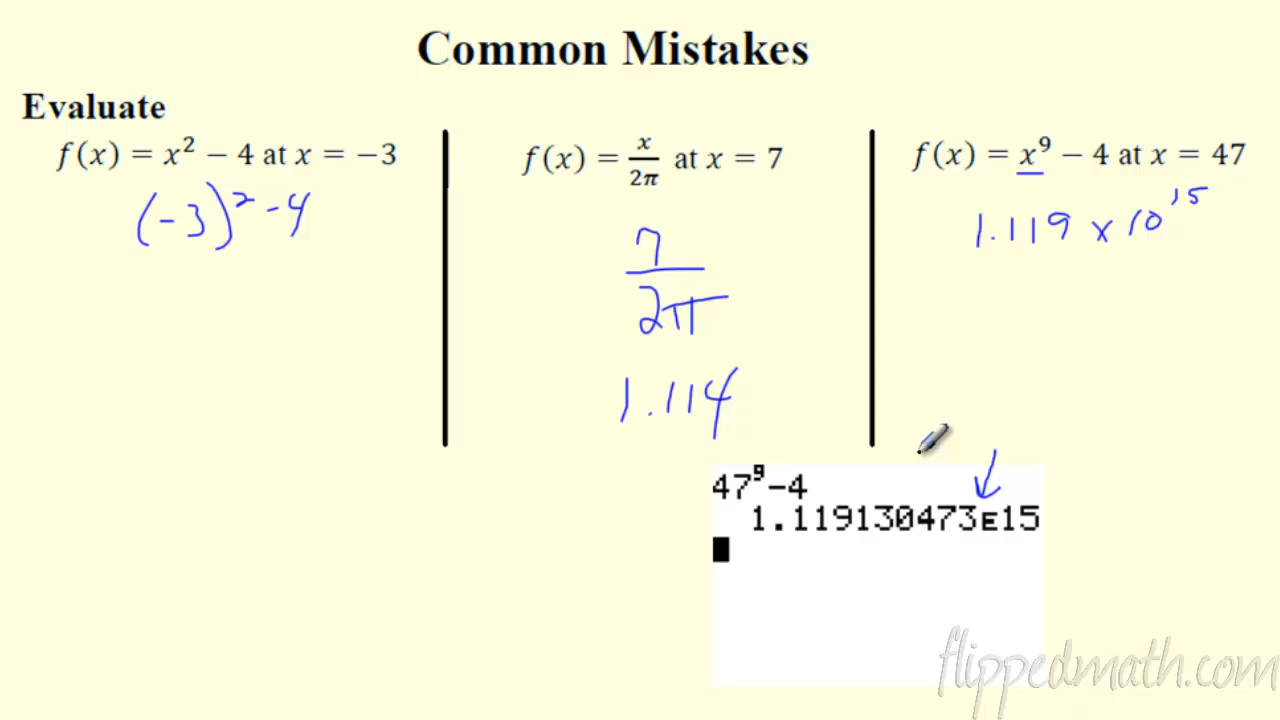 Common Mistakes
Evaluate
f(x) = x² − 4 at x = −3
(-3)² -4
f(x) = x/2π at x = 7
7
2π
1.114
f(x) = x⁹ − 4 at x = 47
1.119 x 10¹⁵
47⁹-4
1.119130473E15
flippedmath.com